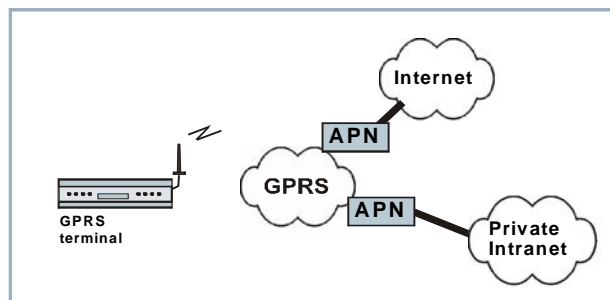 Internet
APN
GPRS
APN
GPRS
terminal
Private
Intranet